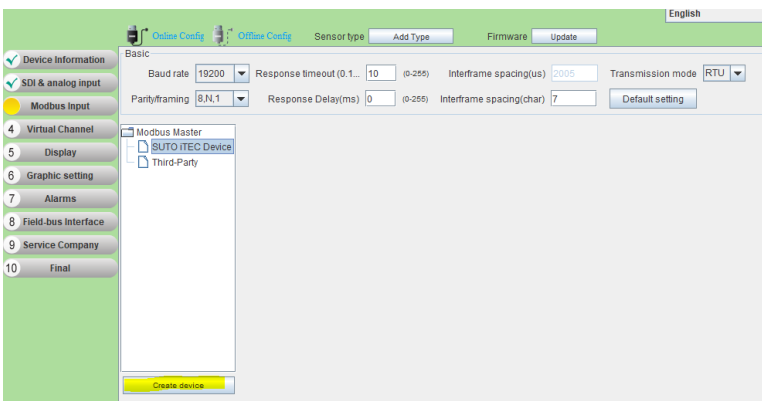 English
Online Config Offline Config Sensor type Add Type Firmware Update
Device Information
SDI & analog input
Modbus Input
4 Virtual Channel
5 Display
6 Graphic setting
7 Alarms
8 Field-bus Interface
9 Service Company
10 Final
Basic
Baud rate 19200 Response timeout (0.1... 10 (0-255) Interframe spacing(us) 2005 Transmission mode RTU
Parity/framing 8,N,1 Response Delay(ms) 0 (0-255) Interframe spacing(char) 7 Default setting
Modbus Master
SUTO iTEC Device
Third-Party
Create device